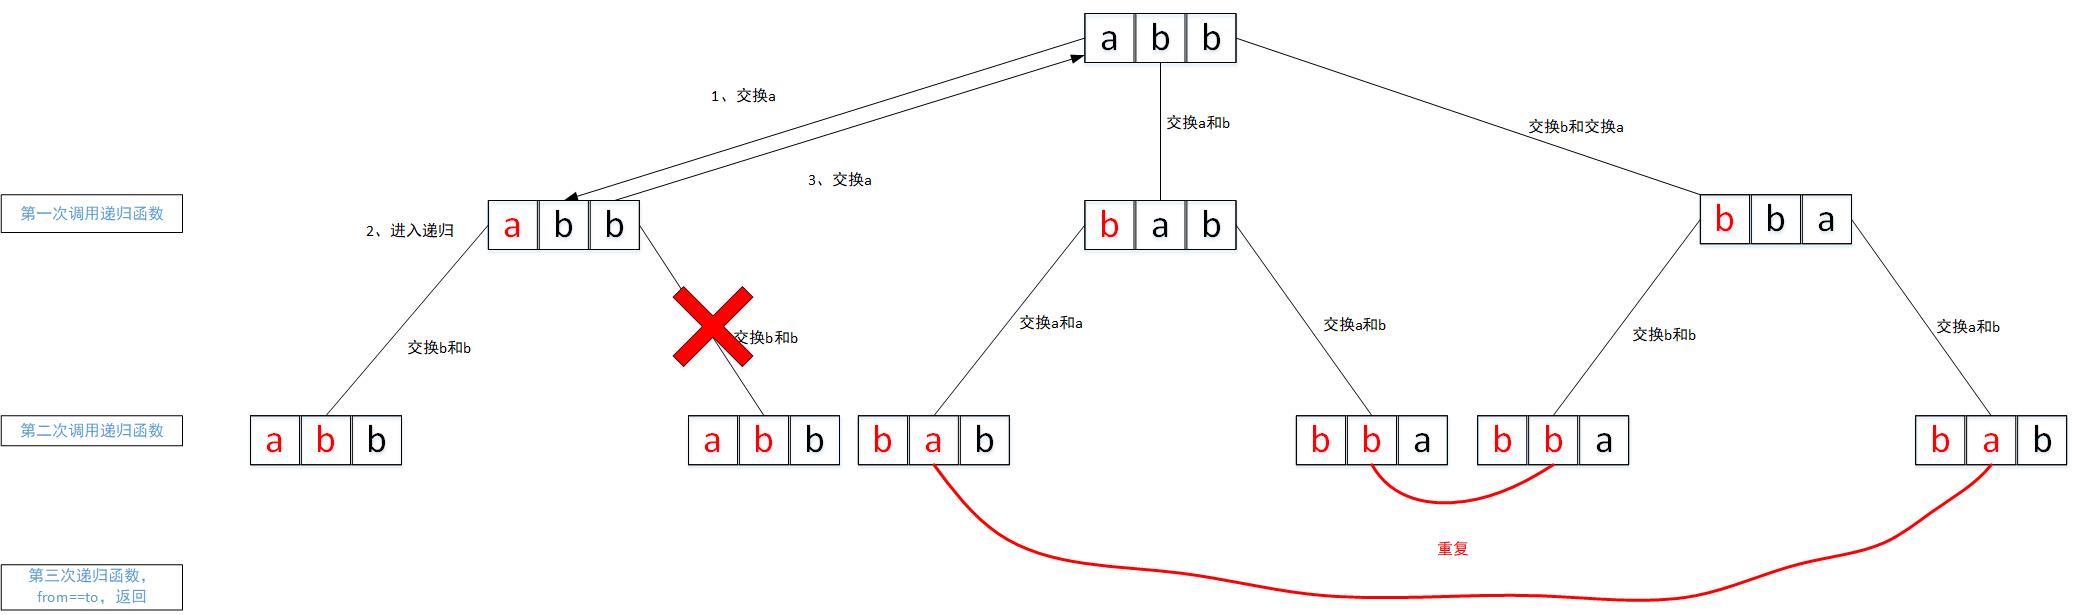 a b b
1、交换a
交换a和b
交换b和交换a
3、交换a
第一次调用递归函数
2、进入递归
a b b
b a b
b b a
交换b和b
交换b和b
交换a和a
交换a和b
交换b和b
交换a和b
第二次调用递归函数
a b b
a b b
b a b
b b a
b b a
b a b
重复
第三次递归函数，
from==to，返回